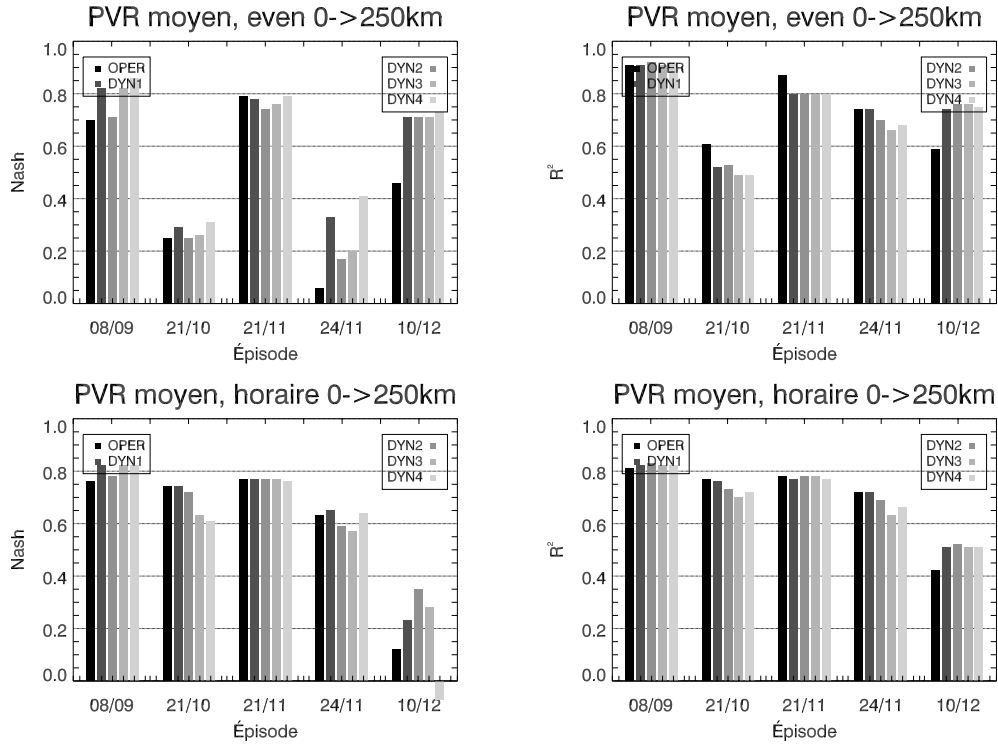 PVR moyen, even 0->250km
1.0
0.8
0.6
0.4
0.2
0.0
Nash
OPER
DYN1
DYN2
DYN3
DYN4
08/09 21/10 21/11 24/11 10/12
Épisode
PVR moyen, even 0->250km
1.0
0.8
0.6
0.4
0.2
0.0
R²
OPER
DYN1
DYN2
DYN3
DYN4
08/09 21/10 21/11 24/11 10/12
Épisode
PVR moyen, horaire 0->250km
1.0
0.8
0.6
0.4
0.2
0.0
Nash
OPER
DYN1
DYN2
DYN3
DYN4
08/09 21/10 21/11 24/11 10/12
Épisode
PVR moyen, horaire 0->250km
1.0
0.8
0.6
0.4
0.2
0.0
R²
OPER
DYN1
DYN2
DYN3
DYN4
08/09 21/10 21/11 24/11 10/12
Épisode